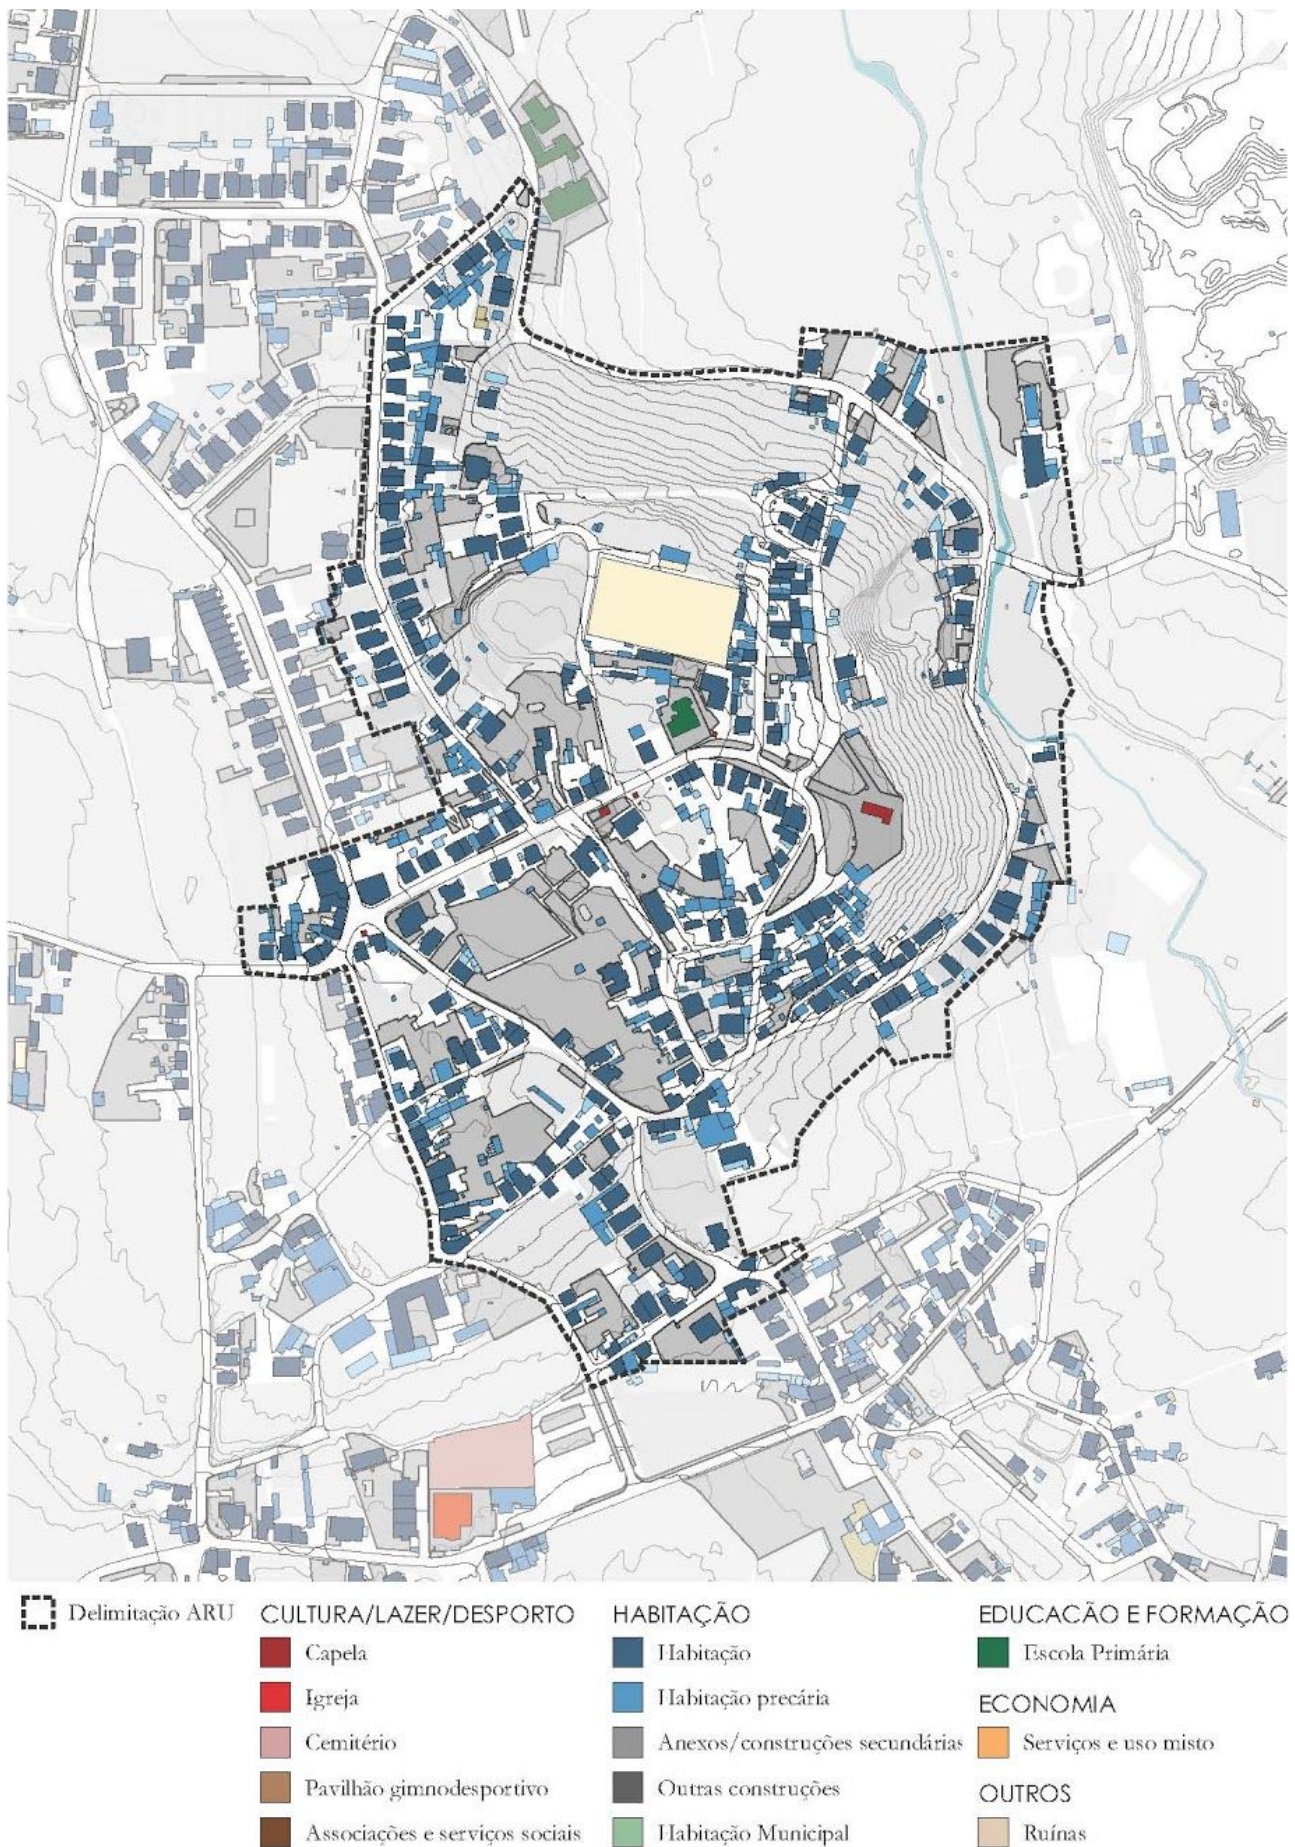 Delimitação ARU
CULTURA/LAZER/DESPORTO
Capela
Igreja
Cemitério
Pavilhão gimnodesportivo
Associações e serviços sociais
HABITAÇÃO
Habitação
Habitação precária
Anexos/construções secundárias
Outras construções
Habitação Municipal
EDUCACÃO E FORMAÇÃO
Escola Primária
ECONOMIA
Serviços e uso misto
OUTROS
Ruínas